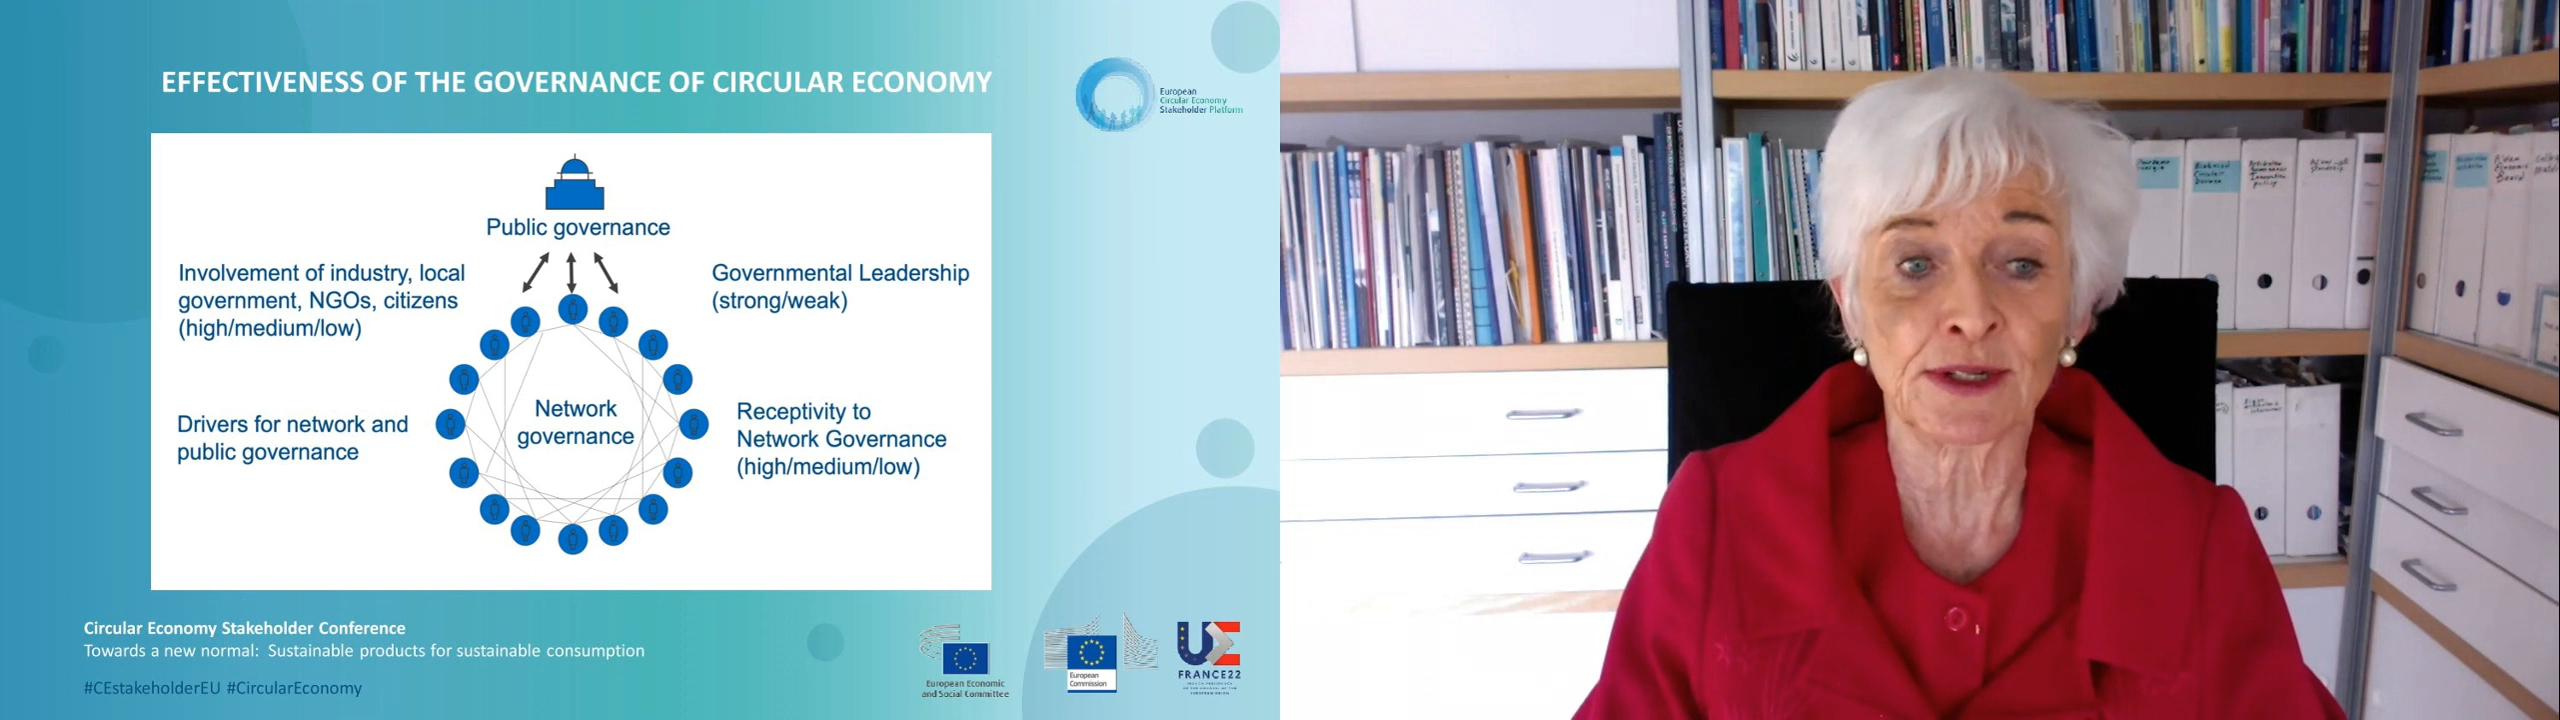 EFFECTIVENESS OF THE GOVERNANCE OF CIRCULAR ECONOMY
European
Circular Economy
Stakeholder Platform
Public governance
Involvement of industry, local
government, NGOs, citizens
(high/medium/low)
Governmental Leadership
(strong/weak)
Network
governance
Drivers for network and
public governance
Receptivity to
Network Governance
(high/medium/low)
Circular Economy Stakeholder Conference
Towards a new normal: Sustainable products for sustainable consumption
#CEstakeholderEU #CircularEconomy
European Economic
and Social Committee
European
Commission
UE
FRANCE22